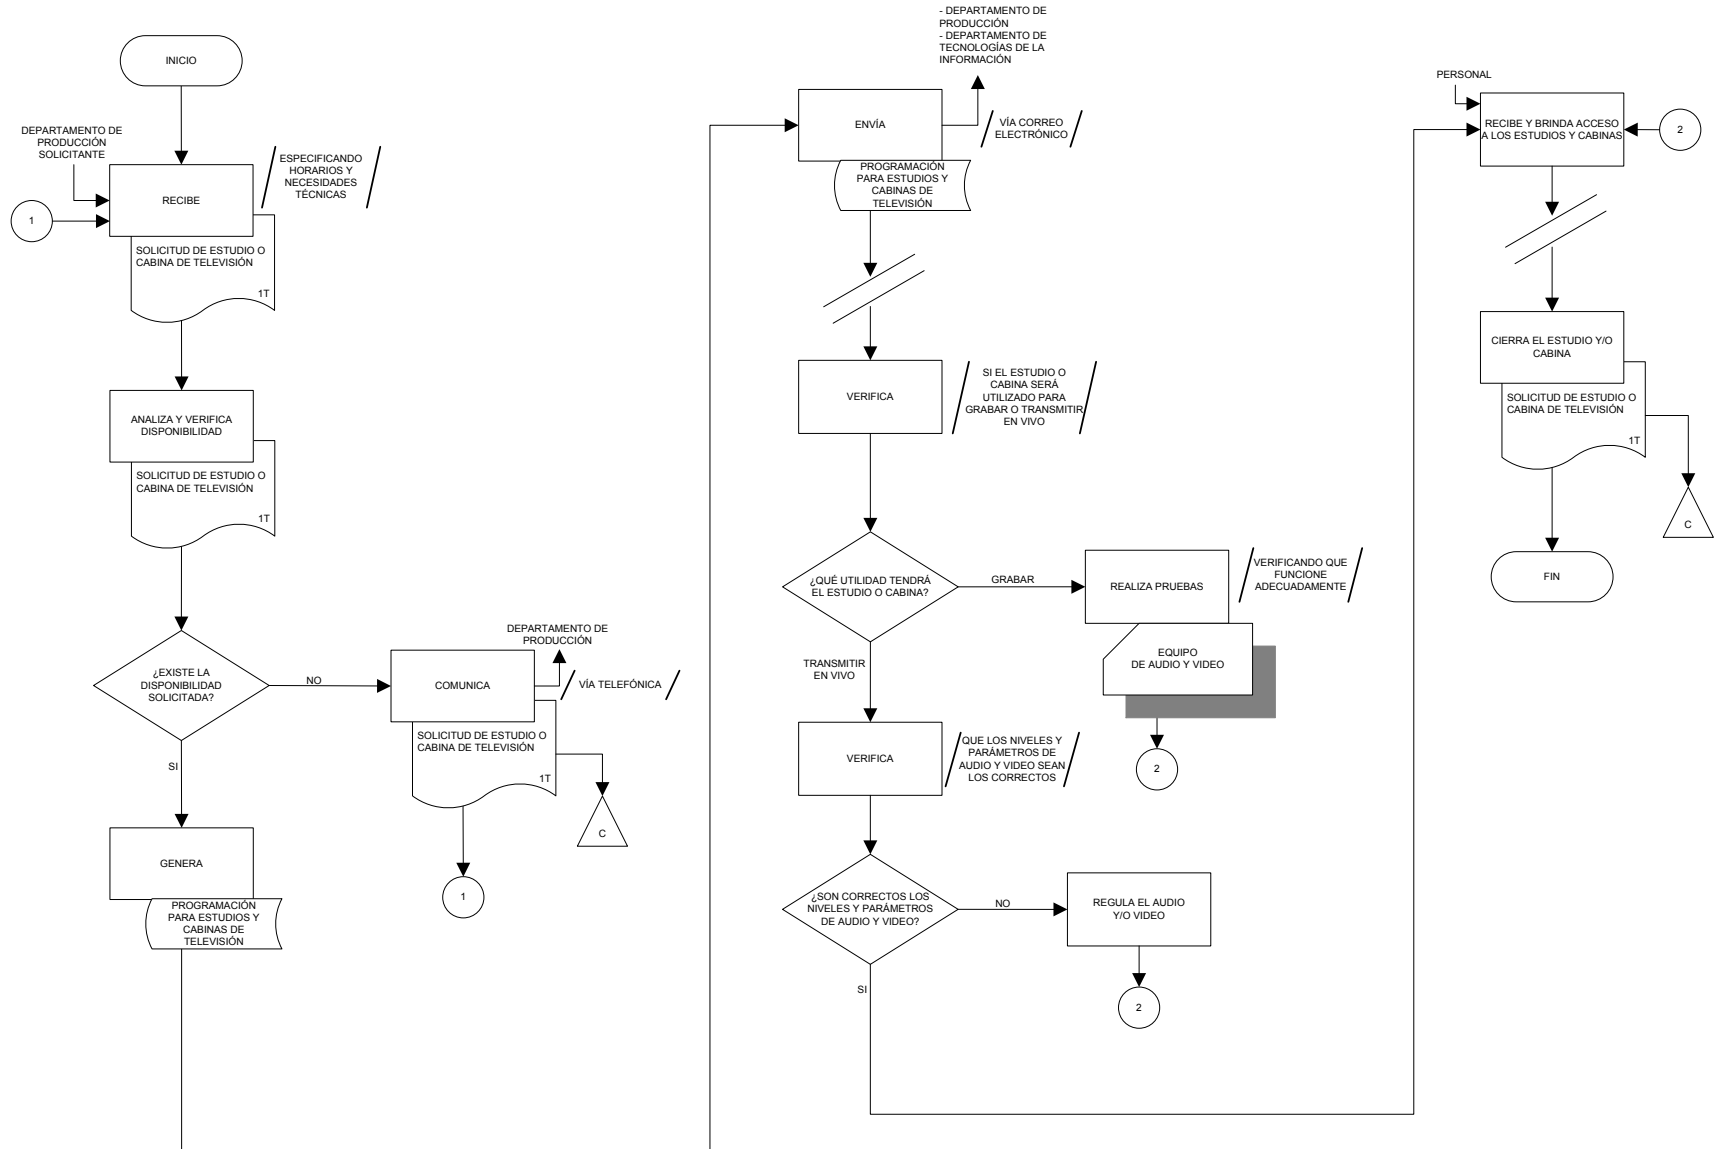 INICIO
DEPARTAMENTO DE
PRODUCCIÓN
SOLICITANTE
RECIBE
ESPECIFICANDO
HORARIOS Y
NECESIDADES
TÉCNICAS
1
SOLICITUD DE ESTUDIO O
CABINA DE TELEVISIÓN
1T
ANALIZA Y VERIFICA
DISPONIBILIDAD
SOLICITUD DE ESTUDIO O
CABINA DE TELEVISIÓN
1T
¿EXISTE LA
DISPONIBILIDAD
SOLICITADA?
NO
SI
COMUNICA
DEPARTAMENTO DE
PRODUCCIÓN
VÍA TELEFÓNICA
SOLICITUD DE ESTUDIO O
CABINA DE TELEVISIÓN
1T
C
1
GENERA
PROGRAMACIÓN
PARA ESTUDIOS Y
CABINAS DE
TELEVISIÓN
- DEPARTAMENTO DE
PRODUCCIÓN
- DEPARTAMENTO DE
TECNOLOGÍAS DE LA
INFORMACIÓN
ENVÍA
VÍA CORREO
ELECTRÓNICO
PROGRAMACIÓN
PARA ESTUDIOS Y
CABINAS DE
TELEVISIÓN
VERIFICA
SI EL ESTUDIO O
CABINA SERÁ
UTILIZADO PARA
GRABAR O TRANSMITIR
EN VIVO
¿QUÉ UTILIDAD TENDRÁ
EL ESTUDIO O CABINA?
GRABAR
REALIZA PRUEBAS
VERIFICANDO QUE
FUNCIONE
ADECUADAMENTE
EQUIPO
DE AUDIO Y VIDEO
2
TRANSMITIR
EN VIVO
VERIFICA
QUE LOS NIVELES Y
PARÁMETROS DE
AUDIO Y VIDEO SEAN
LOS CORRECTOS
¿SON CORRECTOS LOS
NIVELES Y PARÁMETROS
DE AUDIO Y VIDEO?
NO
REGULA EL AUDIO
Y/O VIDEO
2
SI
PERSONAL
RECIBE Y BRINDA ACCESO
A LOS ESTUDIOS Y CABINAS
2
CIERRA EL ESTUDIO Y/O
CABINA
SOLICITUD DE ESTUDIO O
CABINA DE TELEVISIÓN
1T
C
FIN